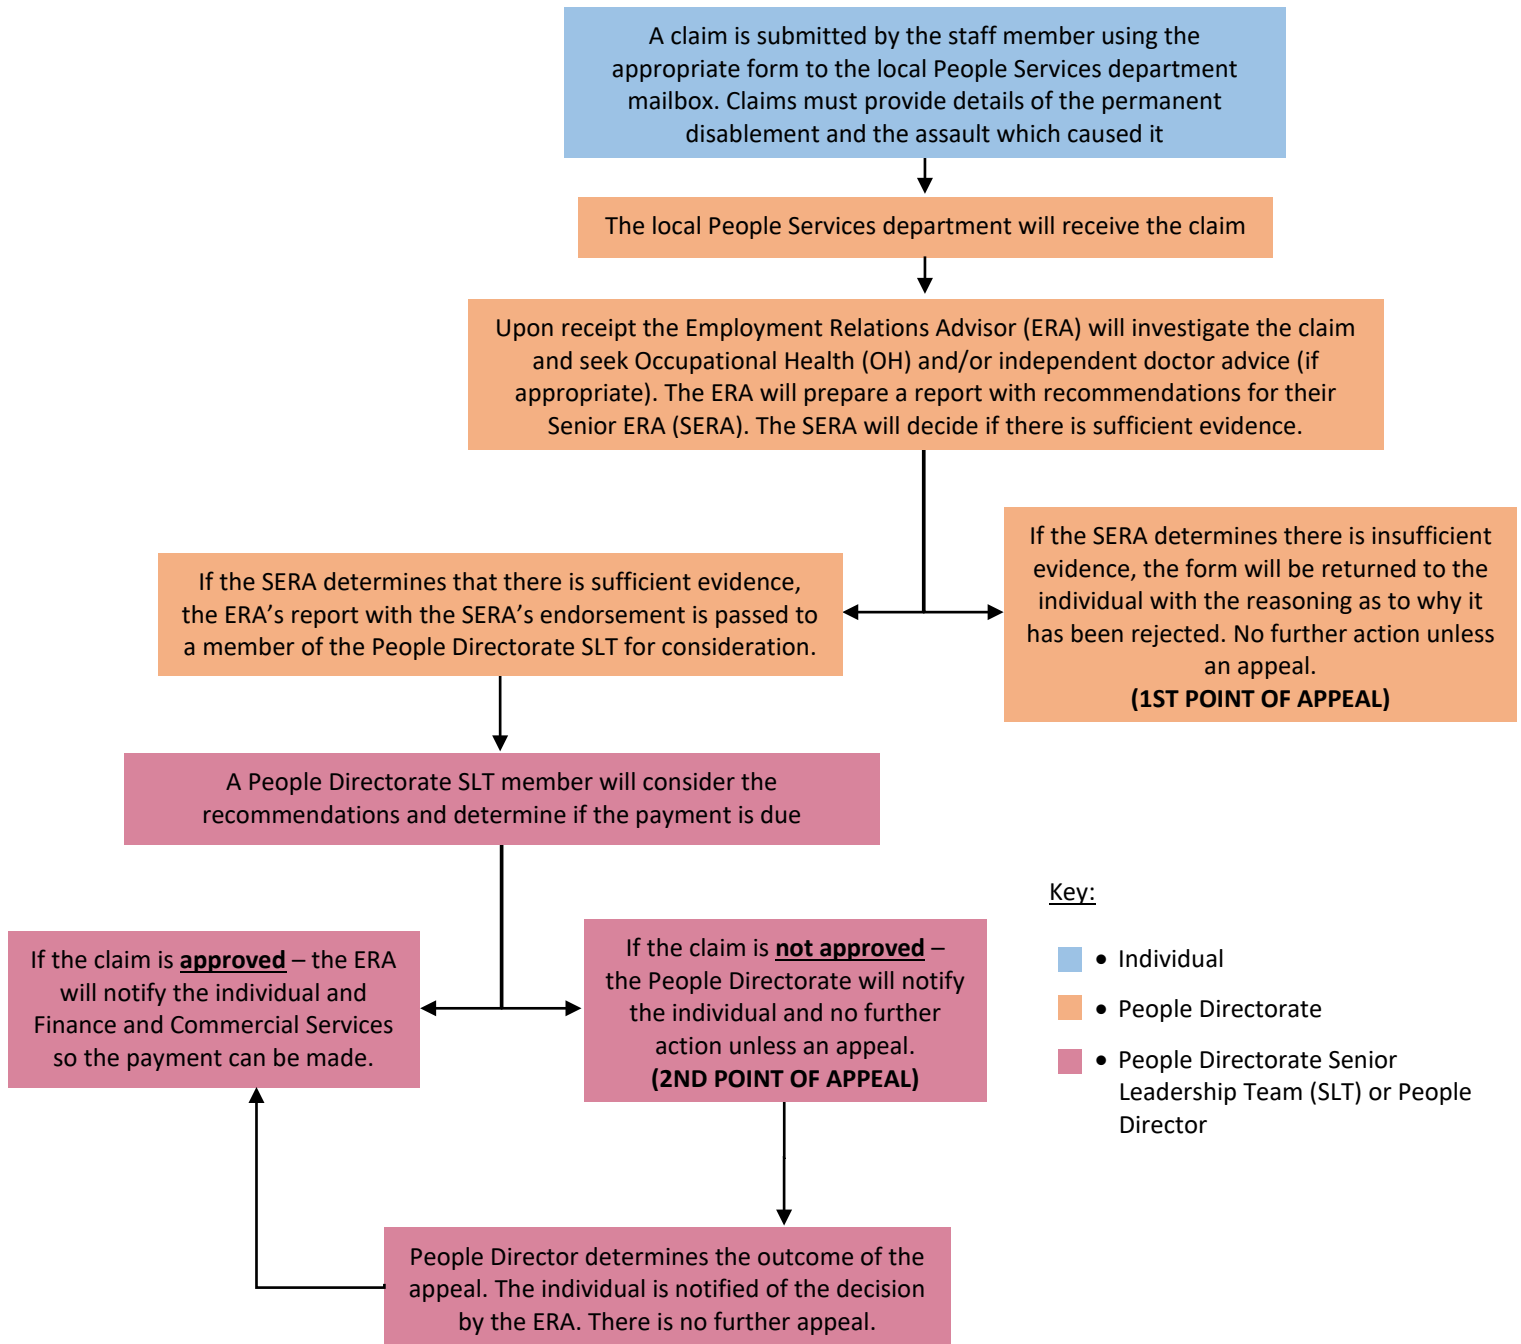 A claim is submitted by the staff member using the
appropriate form to the local People Services department
mailbox. Claims must provide details of the permanent
disablement and the assault which caused it
The local People Services department will receive the claim
Upon receipt the Employment Relations Advisor (ERA) will investigate the claim
and seek Occupational Health (OH) and/or independent doctor advice (if
appropriate). The ERA will prepare a report with recommendations for their
Senior ERA (SERA). The SERA will decide if there is sufficient evidence.
If the SERA determines that there is sufficient evidence,
the ERA’s report with the SERA’s endorsement is passed to
a member of the People Directorate SLT for consideration.
If the SERA determines there is insufficient
evidence, the form will be returned to the
individual with the reasoning as to why it
has been rejected. No further action unless
an appeal.
(1ST POINT OF APPEAL)
A People Directorate SLT member will consider the
recommendations and determine if the payment is due
If the claim is approved – the ERA
will notify the individual and
Finance and Commercial Services
so the payment can be made.
If the claim is not approved –
the People Directorate will notify
the individual and no further
action unless an appeal.
(2ND POINT OF APPEAL)
Key:
• Individual
• People Directorate
• People Directorate Senior
Leadership Team (SLT) or People
Director
People Director determines the outcome of the
appeal. The individual is notified of the decision
by the ERA. There is no further appeal.